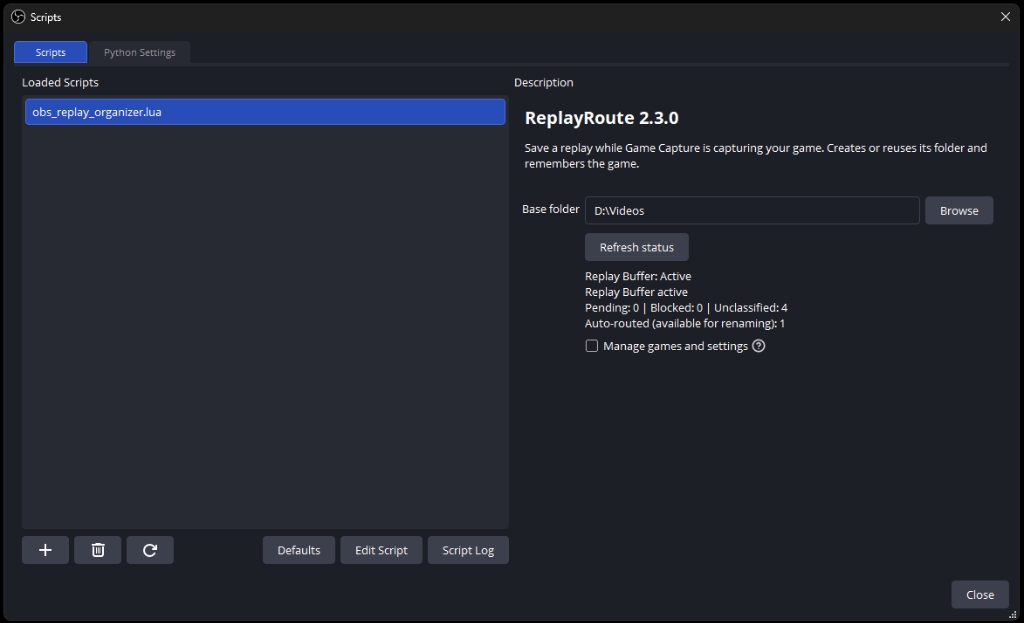 Scripts
Scripts
Python Settings
Loaded Scripts
obs_replay_organizer.lua
Defaults
Edit Script
Script Log
Description
ReplayRoute 2.3.0
Save a replay while Game Capture is capturing your game. Creates or reuses its folder and
remembers the game.
Base folder
D:\Videos
Browse
Refresh status
Replay Buffer: Active
Replay Buffer active
Pending: 0 | Blocked: 0 | Unclassified: 4
Auto-routed (available for renaming): 1
Manage games and settings ?
Close